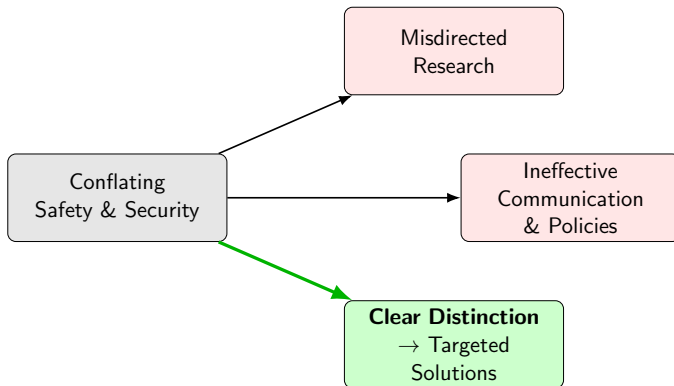 Misdirected
Research
Conflating
Safety & Security
Ineffective
Communication
& Policies
Clear Distinction
→ Targeted
Solutions